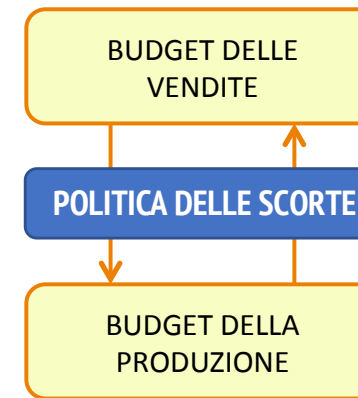 BUDGET DELLE
VENDITE
POLITICA DELLE SCORTE
BUDGET DELLA
PRODUZIONE